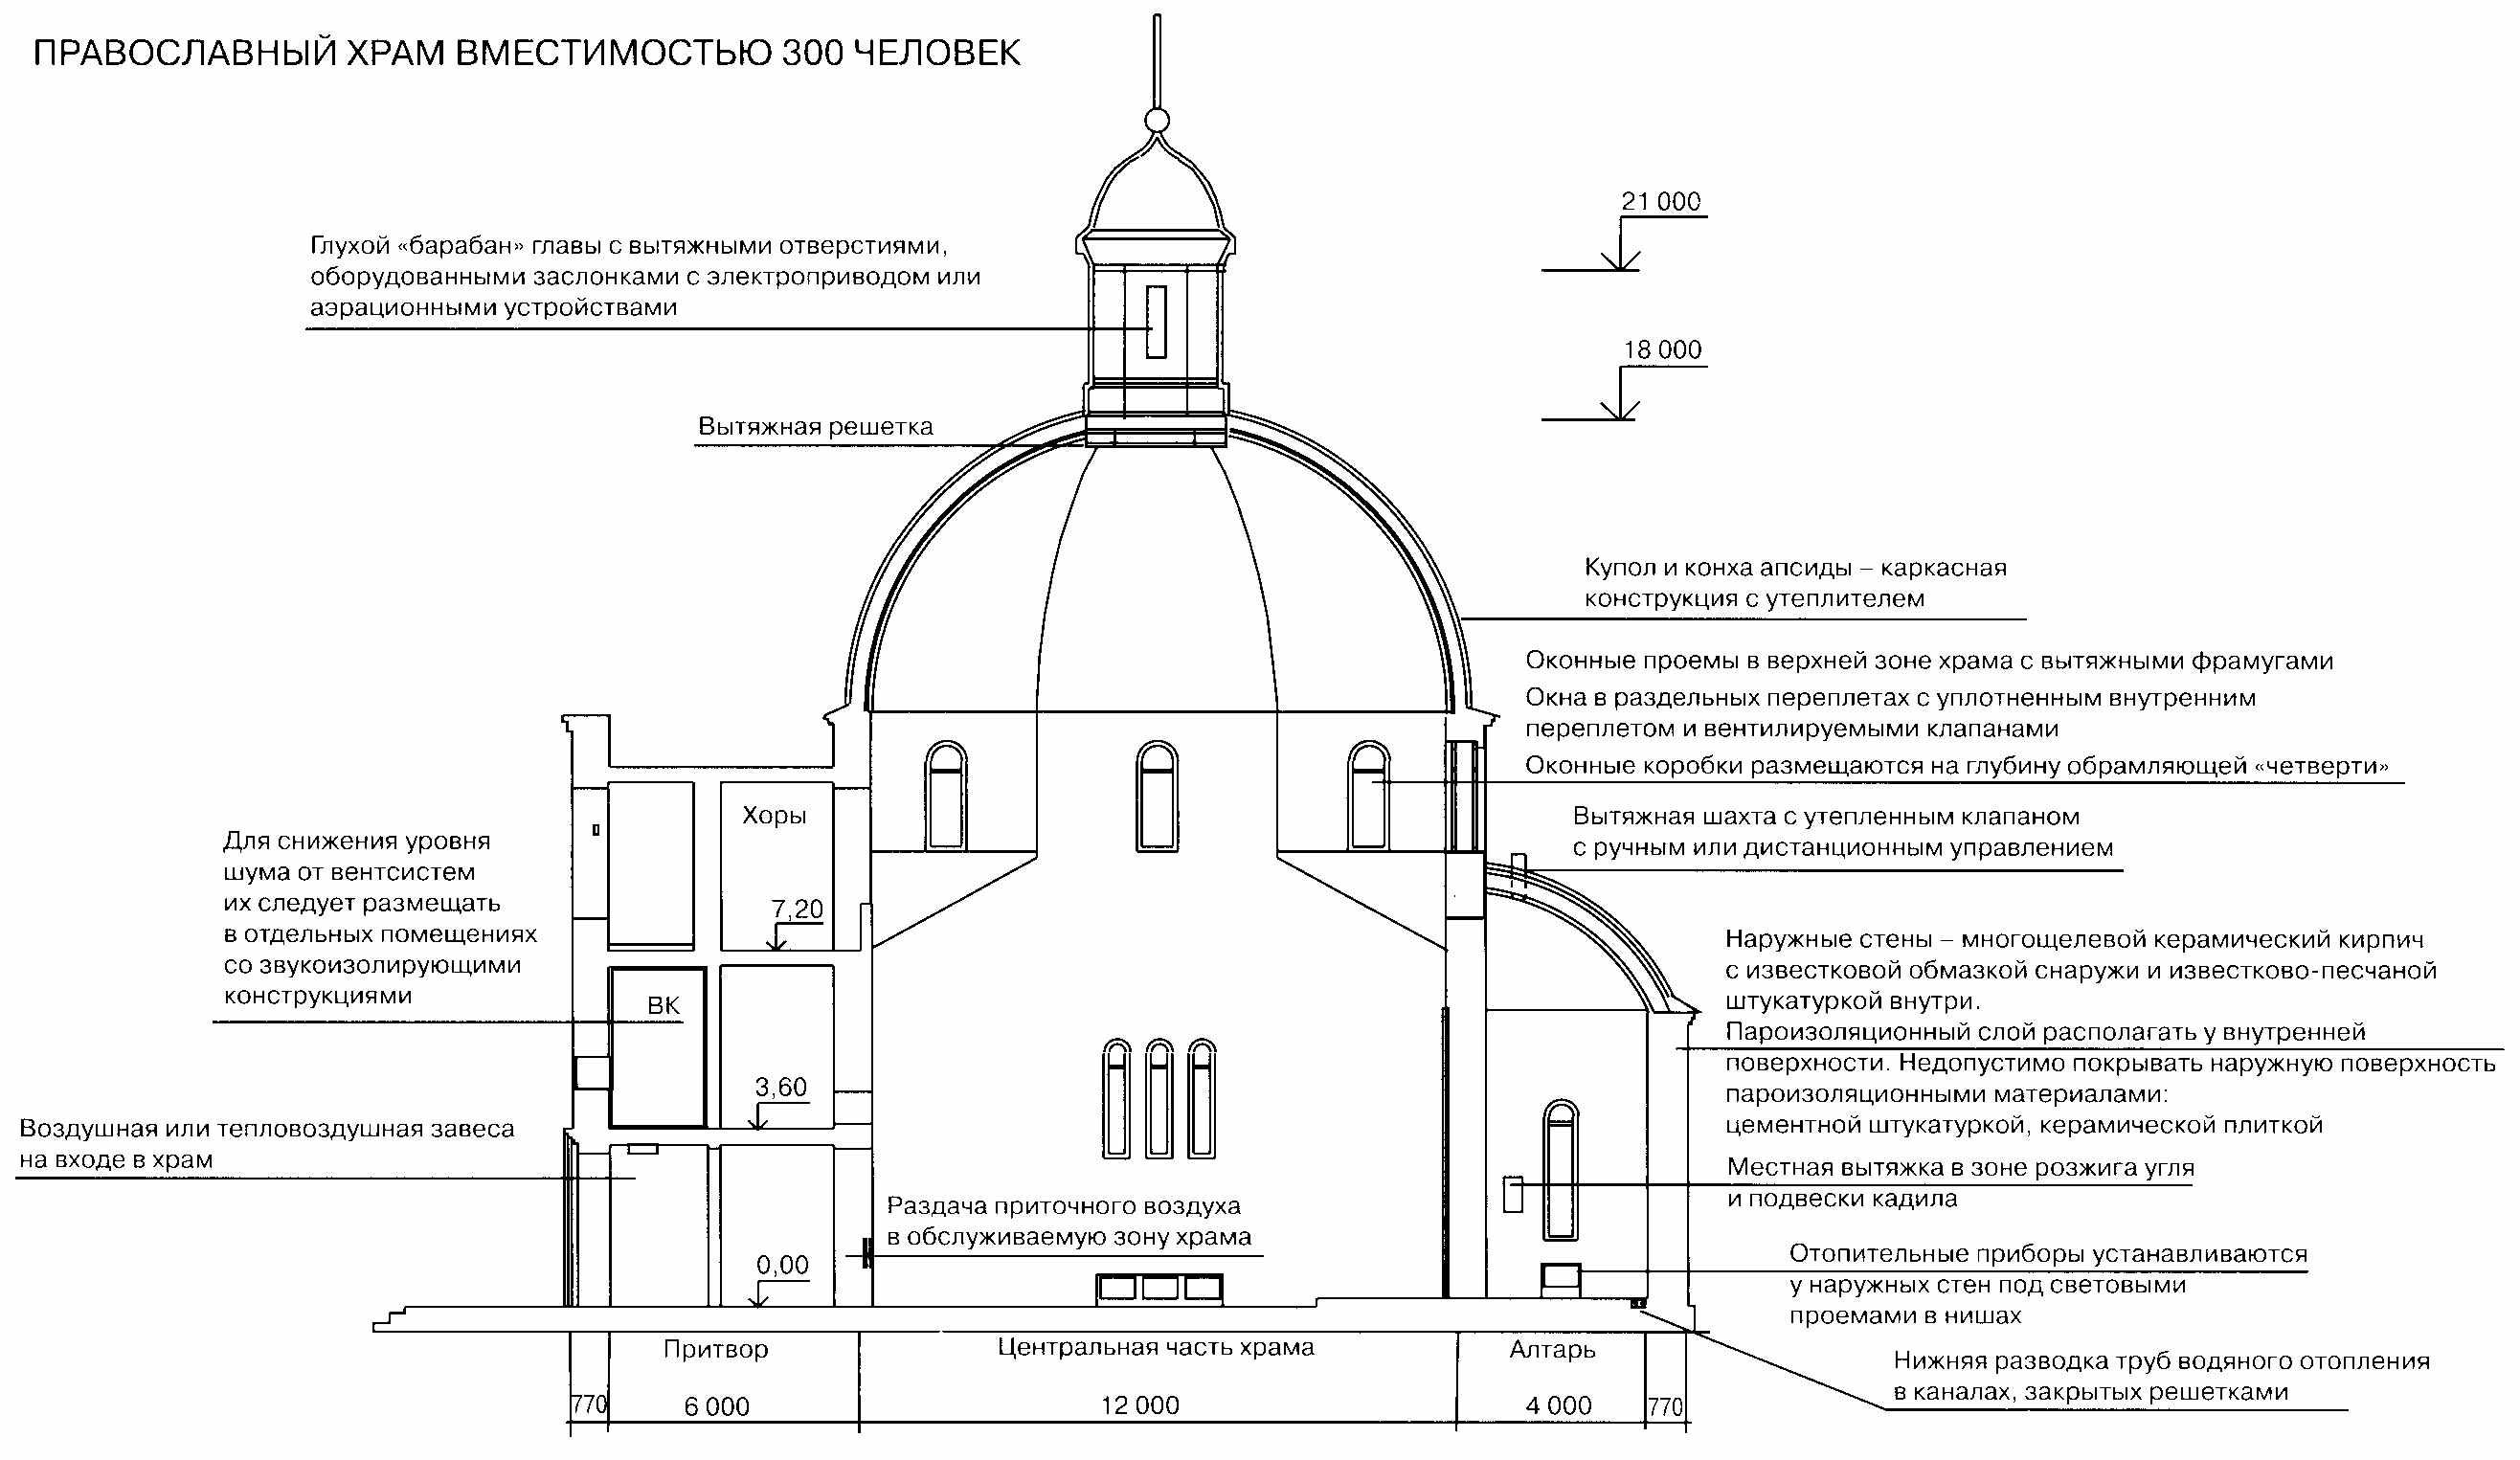 ПРАВОСЛАВНЫЙ ХРАМ ВМЕСТИМОСТЬЮ 300 ЧЕЛОВЕК
21 000
Глухой «барабан» главы с вытяжными отверстиями,
оборудованными заслонками с электроприводом или
аэрационными устройствами
18 000
Вытяжная решетка
Купол и конха апсиды – каркасная
конструкция с утеплителем
Оконные проемы в верхней зоне храма с вытяжными фрамугами
Окна в раздельных переплетах с уплотненным внутренним
переплетом и вентилируемыми клапанами
Оконные коробки размещаются на глубину обрамляющей «четверти»
Хоры
Вытяжная шахта с утепленным клапаном
с ручным или дистанционным управлением
Для снижения уровня
шума от вентсистем
их следует размещать
в отдельных помещениях
со звукоизолирующими
конструкциями
7,20
Наружные стены – многощелевой керамический кирпич
с известковой обмазкой снаружи и известково-песчаной
штукатуркой внутри.
Пароизоляционный слой располагать у внутренней
поверхности. Недопустимо покрывать наружную поверхность
пароизоляционными материалами:
цементной штукатуркой, керамической плиткой
ВК
3,60
Воздушная или тепловоздушная завеса
на входе в храм
Местная вытяжка в зоне розжига угля
и подвески кадила
Раздача приточного воздуха
в обслуживаемую зону храма
0,00
Отопительные приборы устанавливаются
у наружных стен под световыми
проемами в нишах
Притвор
Центральная часть храма
Алтарь
Нижняя разводка труб водяного отопления
в каналах, закрытых решетками
770
6 000
12 000
4 000
770